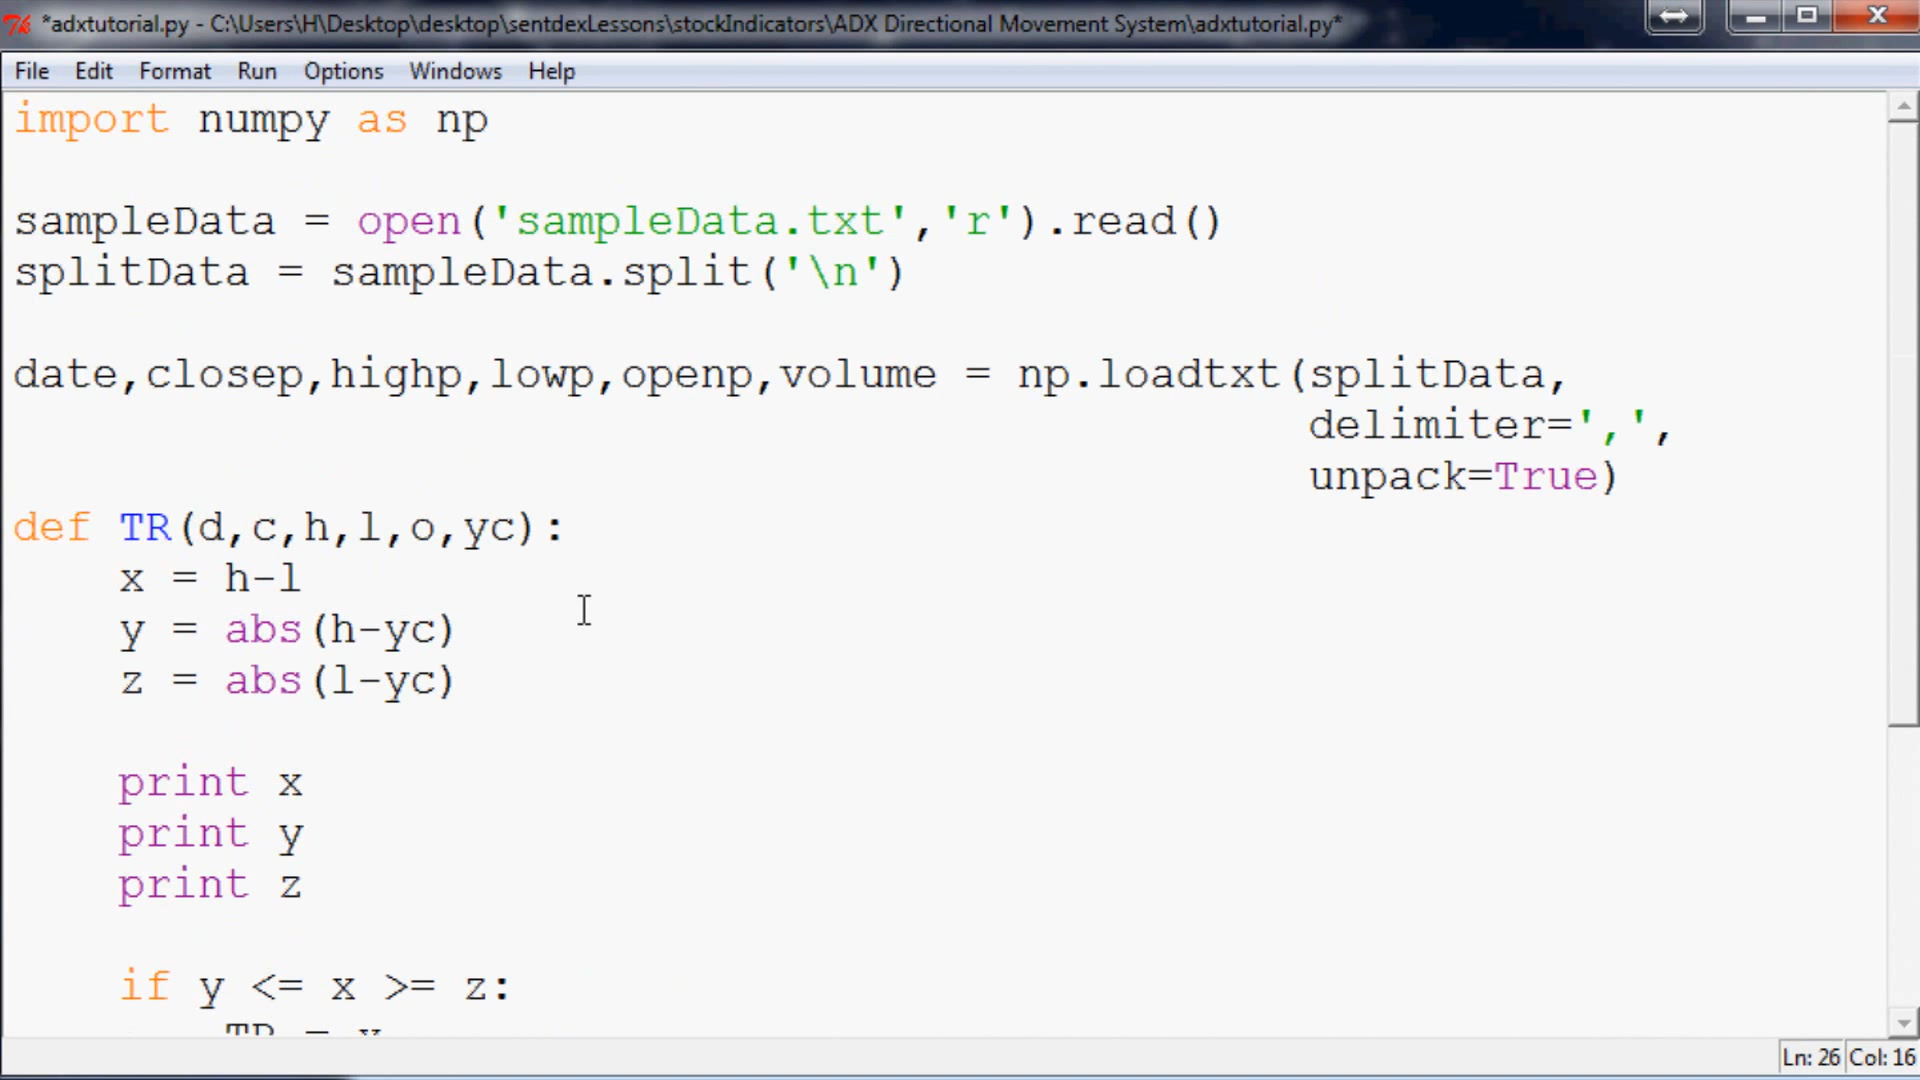 *adxtutorial.py - C:\Users\H\Desktop\desktop\sentdexLessons\stockIndicators\ADX Directional Movement System\adxtutorial.py*
File Edit Format Run Options Windows Help
import numpy as np
sampleData = open('sampleData.txt','r').read()
splitData = sampleData.split('\n')
date,closep,highp,lowp,openp,volume = np.loadtxt(splitData,
delimiter=',',
unpack=True)
def TR(d,c,h,l,o,yc):
x = h-l
y = abs(h-yc)
z = abs(l-yc)
print x
print y
print z
if y <= x >= z:
TR = x
Ln: 26 Col: 16